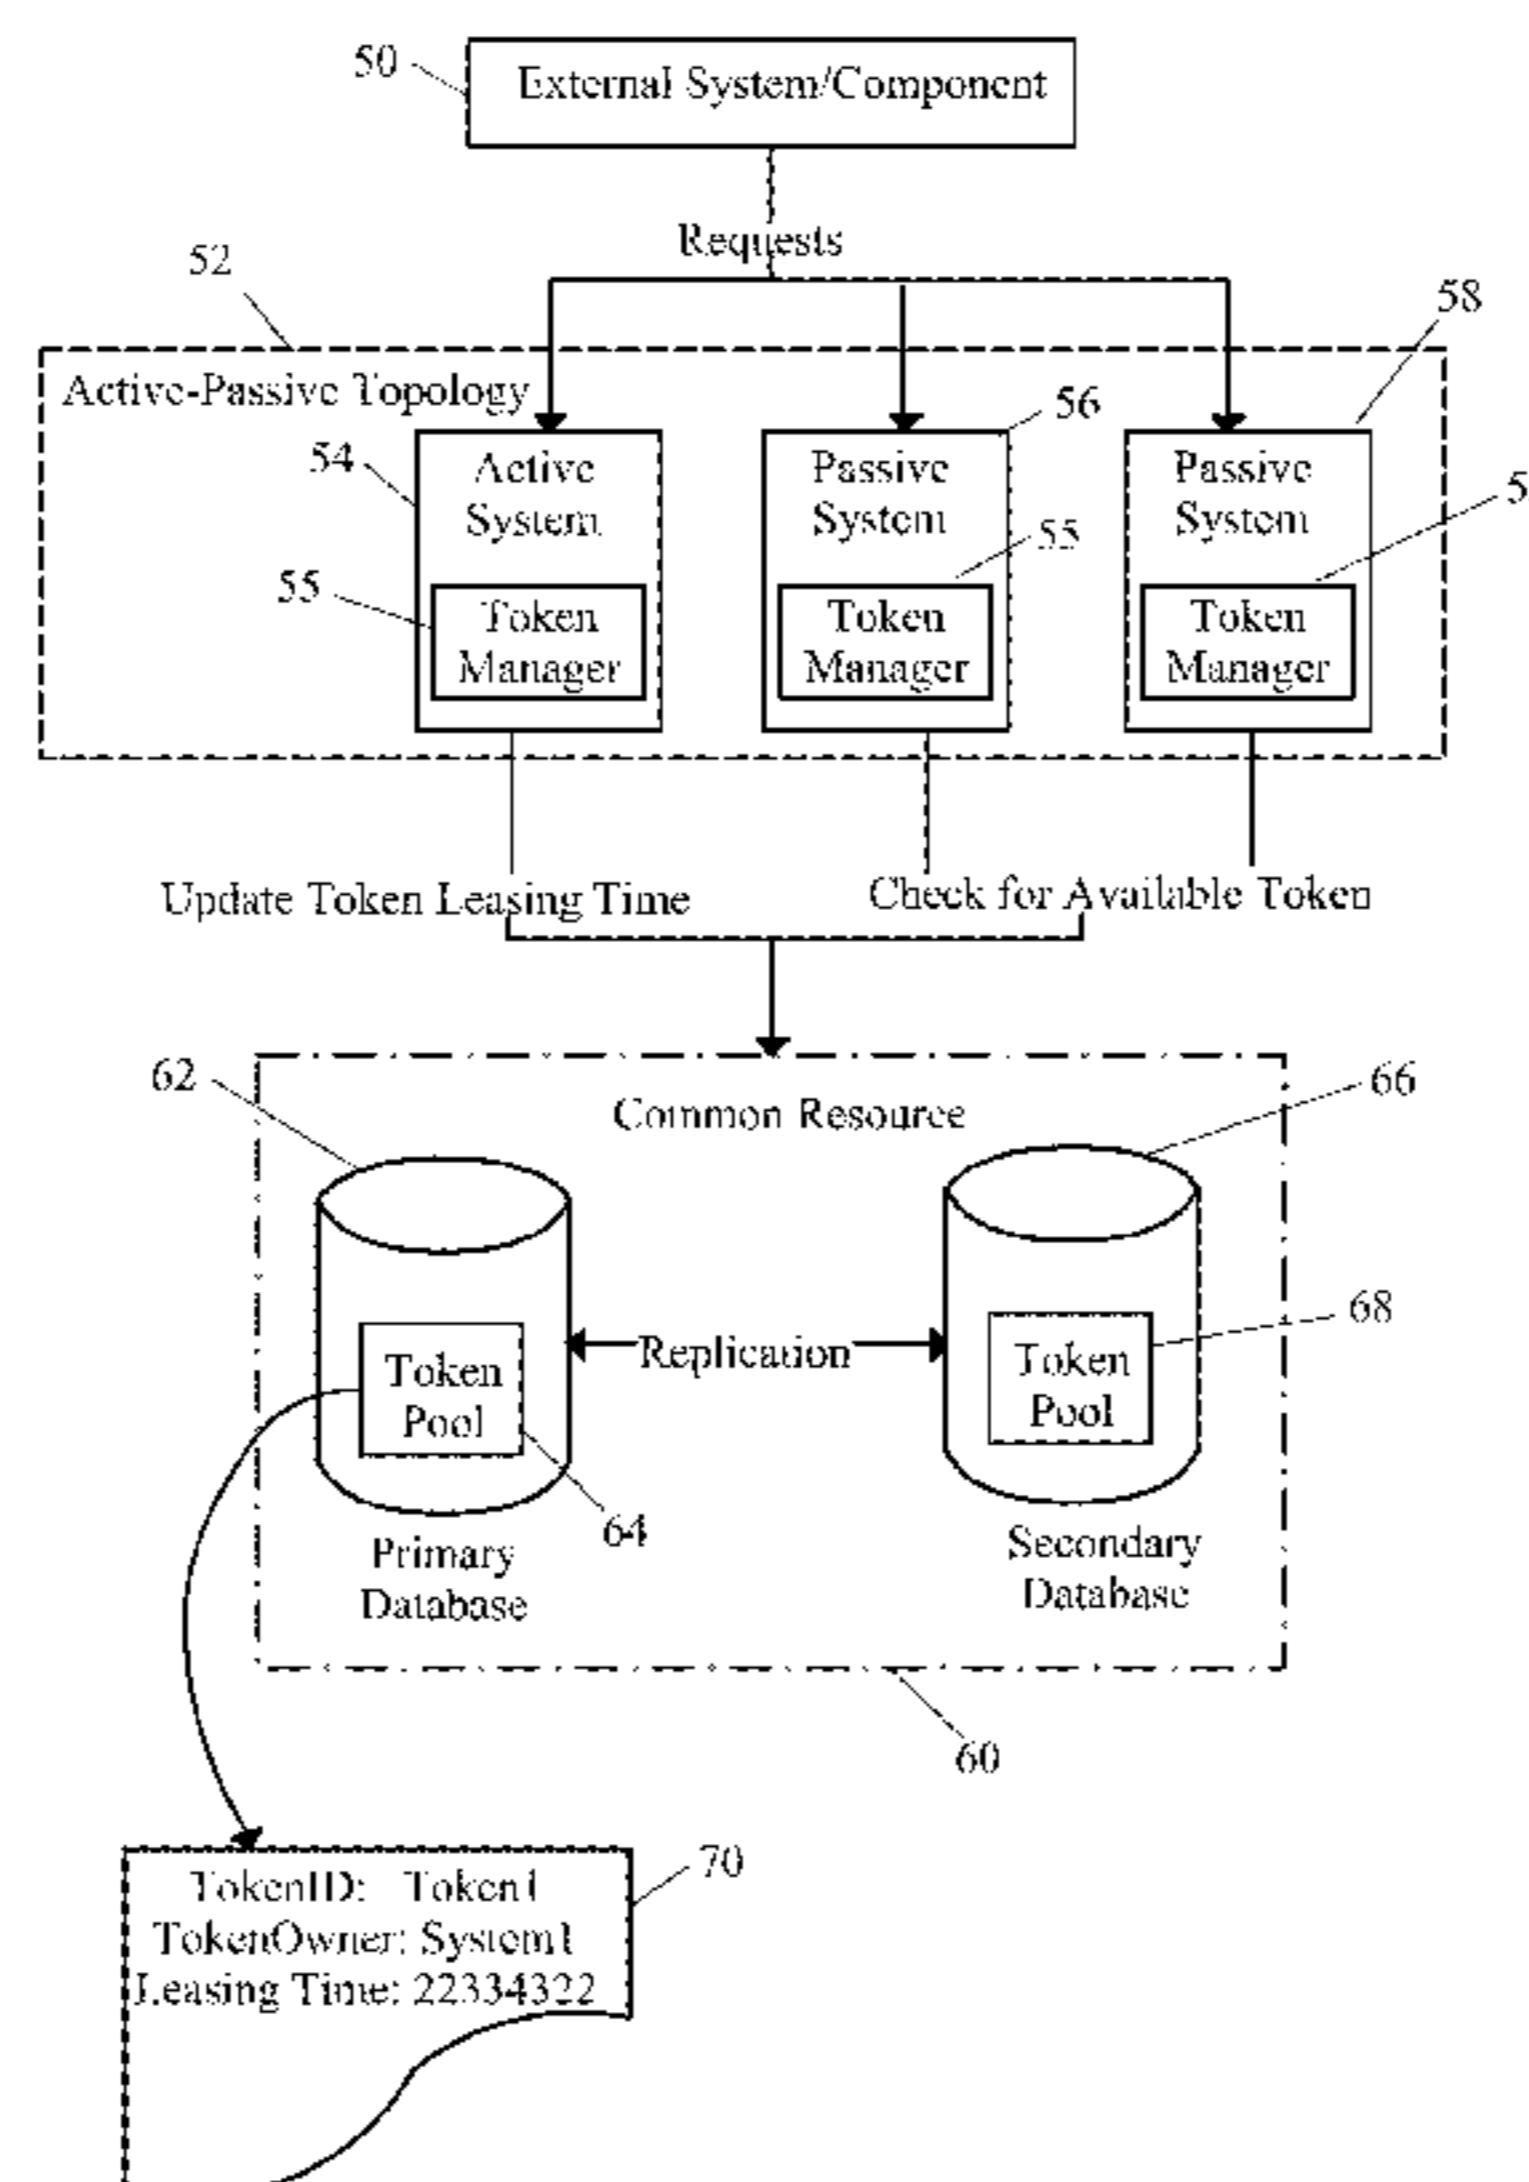 50
External System/Component
Requests
52
58
Active-Passive Topology
56
54
Active
System
Passive
System
Passive
System
5
55
55
Token
Manager
Token
Manager
Token
Manager
Update Token Leasing Time
Check for Available Token
62
66
Common Resource
68
Token
Pool
Replication
Token
Pool
64
Primary
Database
Secondary
Database
60
70
TokenID: Token1
TokenOwner: System1
Leasing Time: 22334322